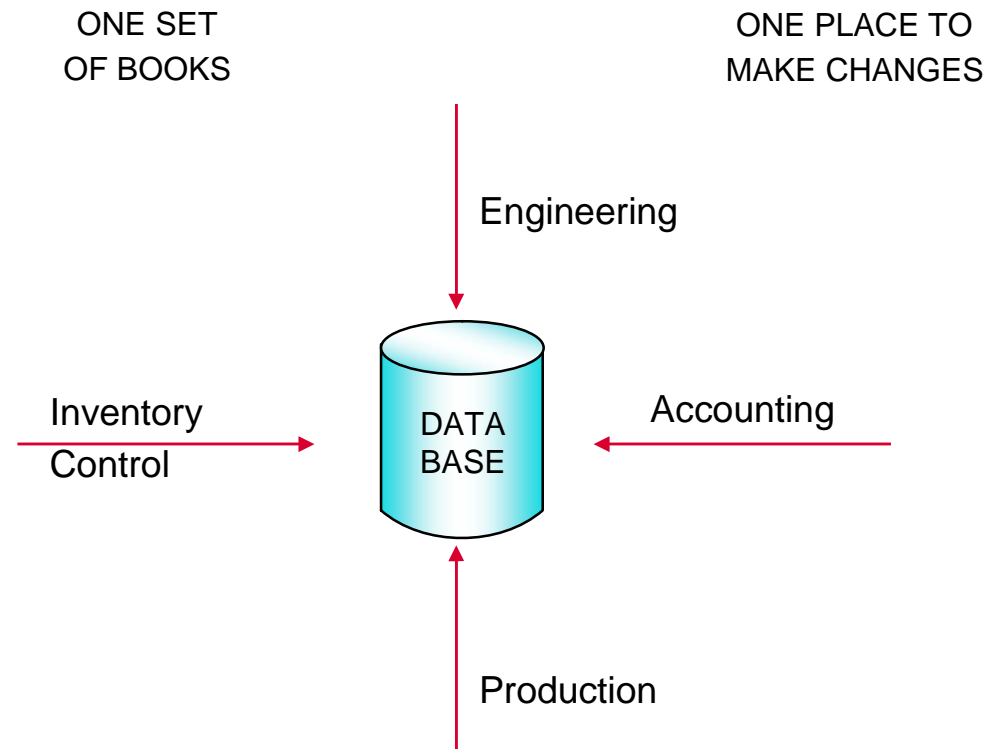 ONE SET
OF BOOKS
ONE PLACE TO
MAKE CHANGES
Engineering
Inventory
Control
DATA
BASE
Accounting
Production